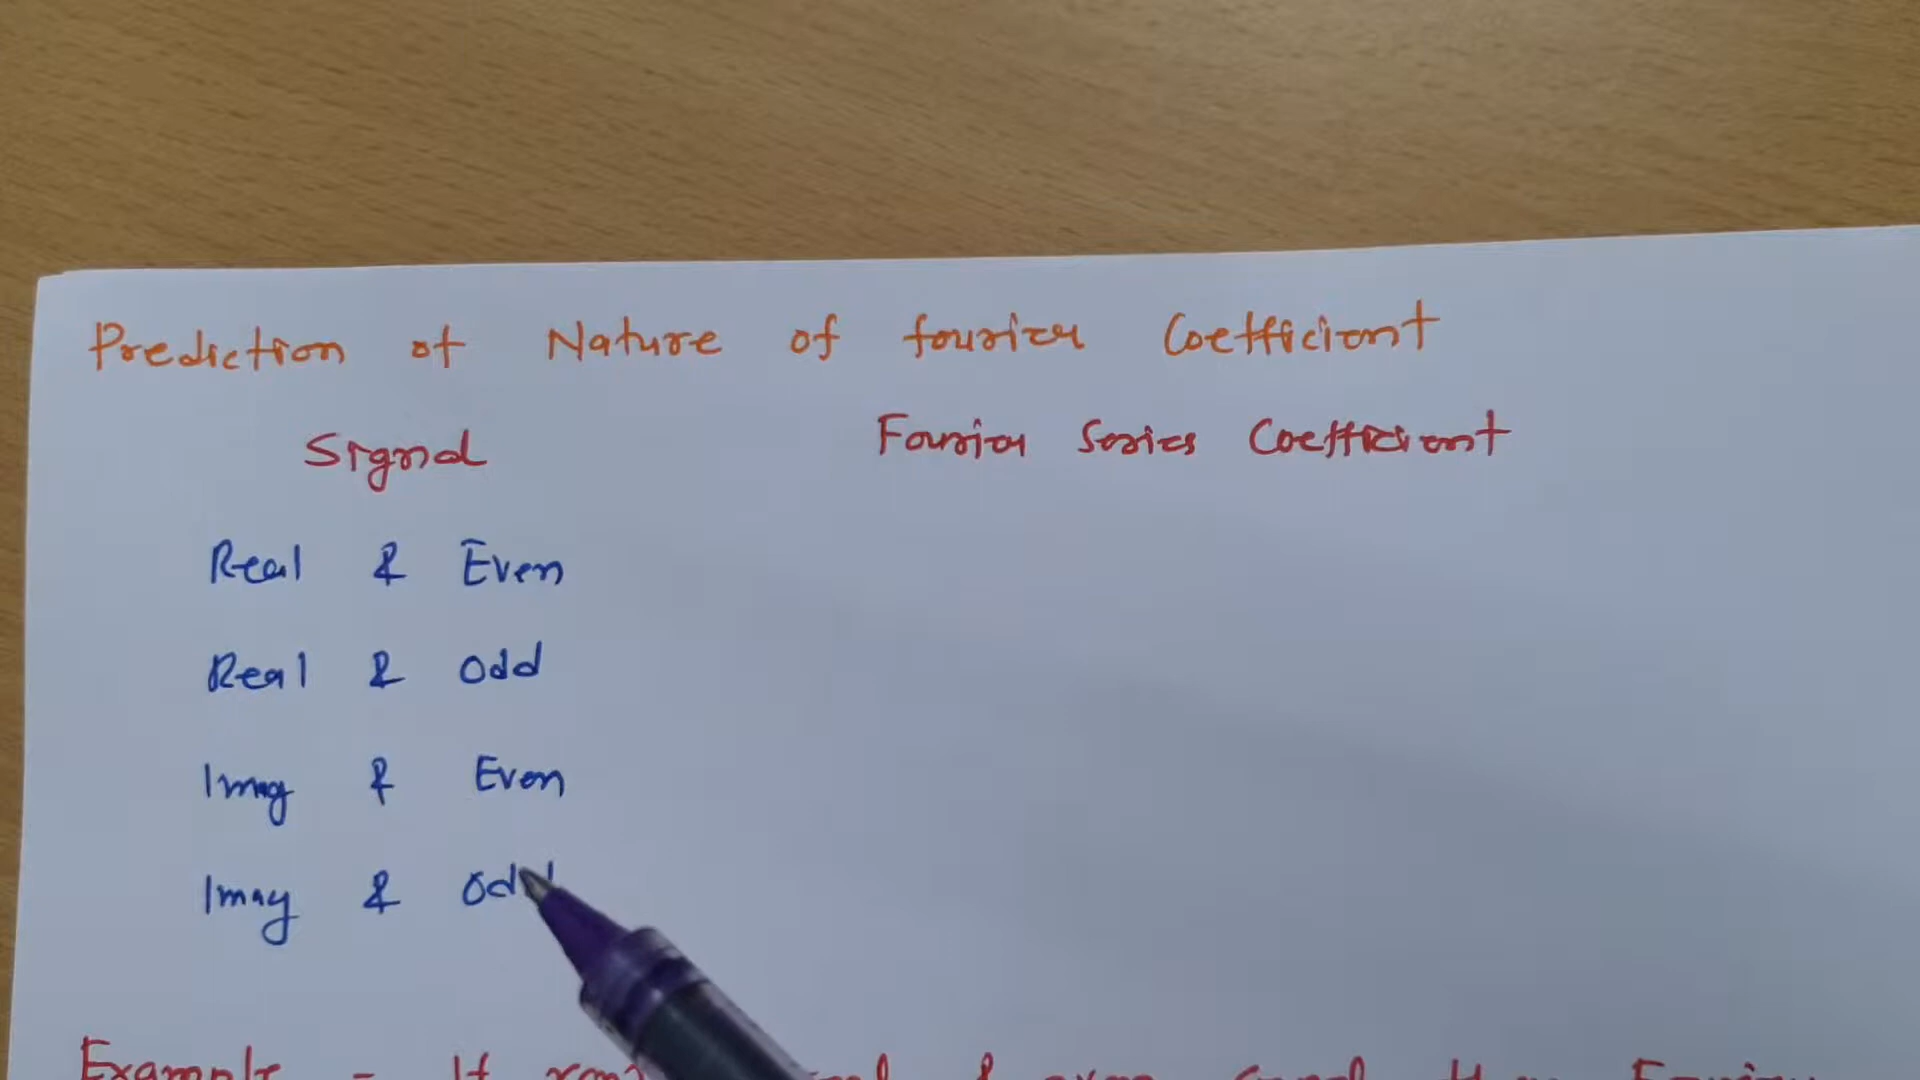 Prediction of Nature of fourier Coefficient
Signal Fourier Series Coefficient
Real & Even
Real & Odd
Imag & Even
Imag & Odd
Example - If